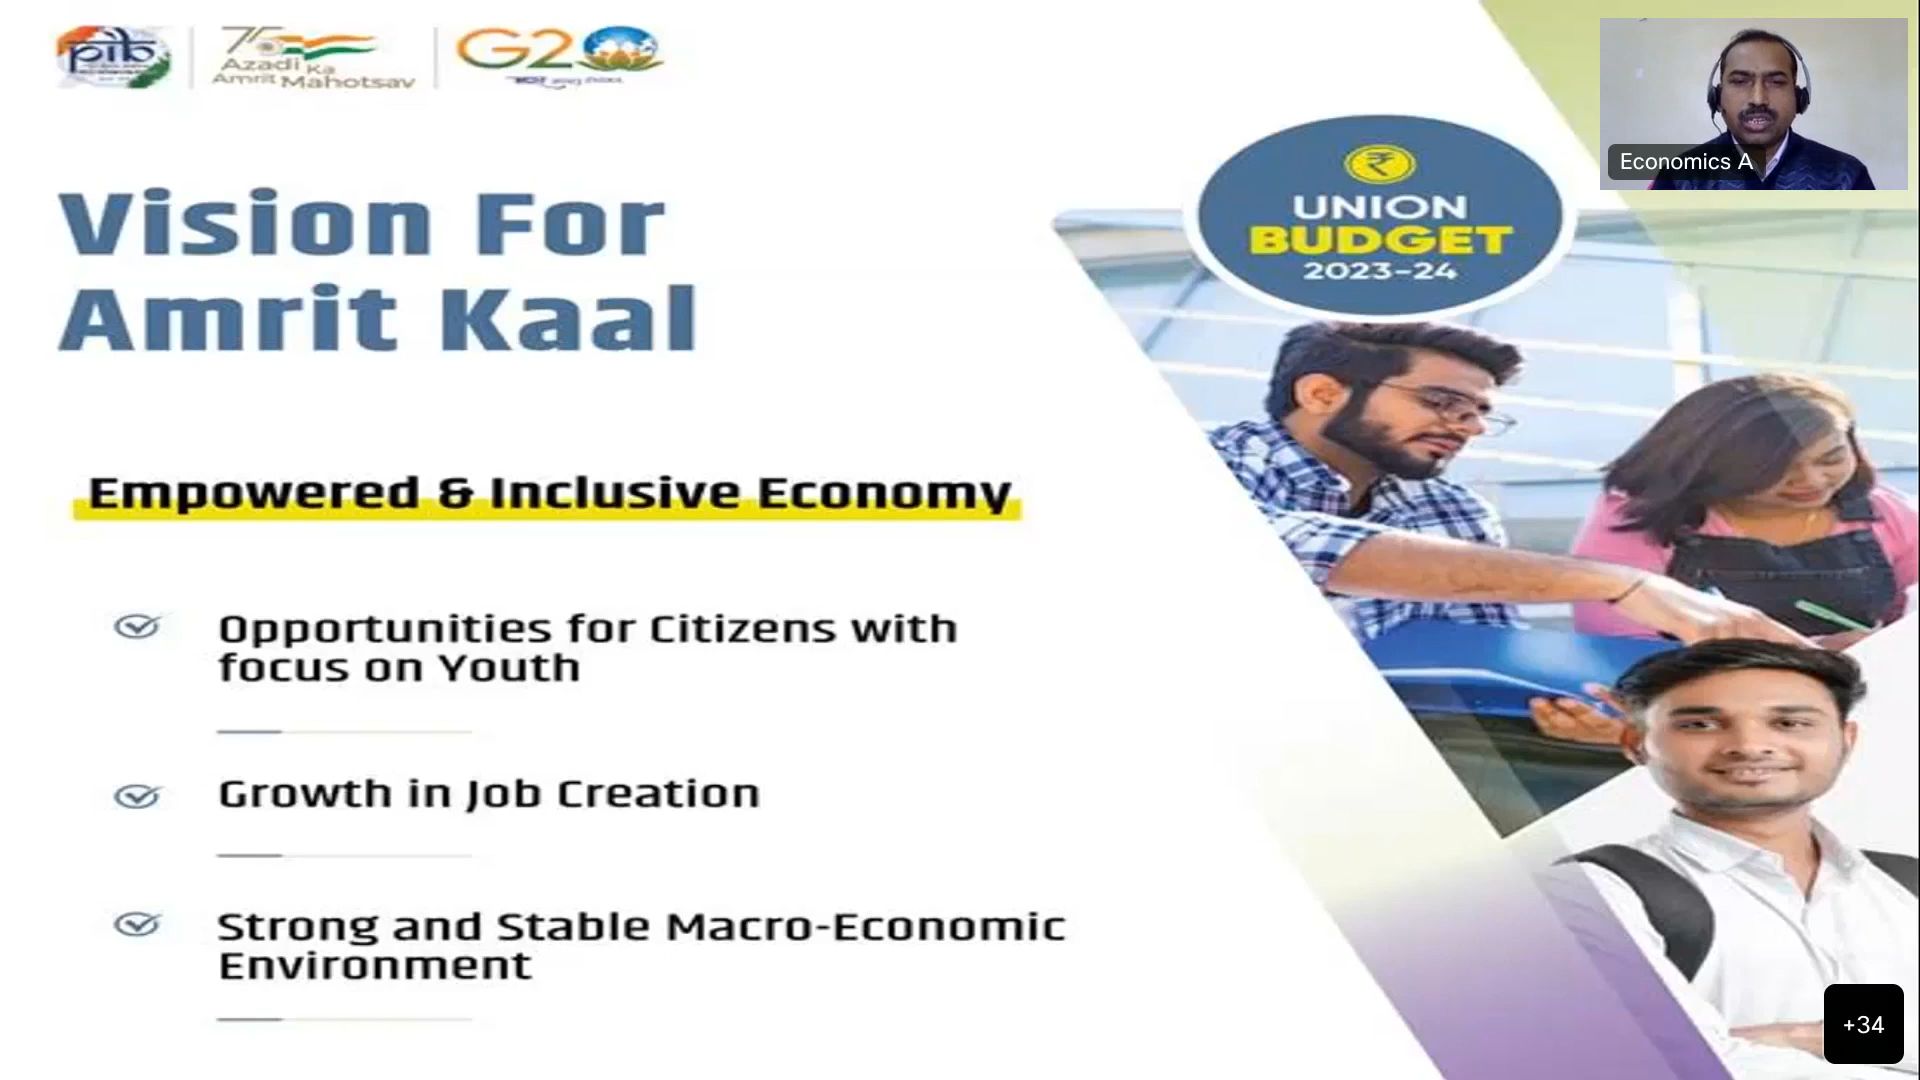 pib
75
Azadi Ka
Amrit Mahotsav
G20
Economics A
UNION
BUDGET
2023-24
Vision For
Amrit Kaal
Empowered & Inclusive Economy
Opportunities for Citizens with
focus on Youth
Growth in Job Creation
Strong and Stable Macro-Economic
Environment
+34